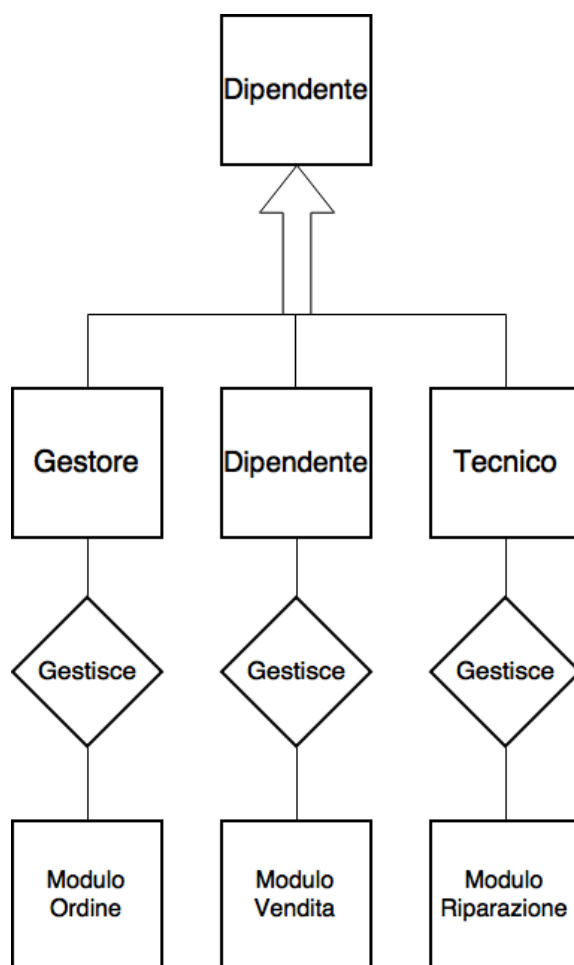 Dipendente
Gestore
Dipendente
Tecnico
Gestisce
Gestisce
Gestisce
Modulo
Ordine
Modulo
Vendita
Modulo
Riparazione